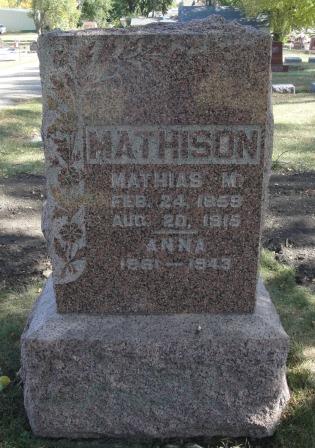 MATHISON
MATHIAS M.
FEB. 24, 1859
AUG. 20, 1915
ANNA
1861 — 1943